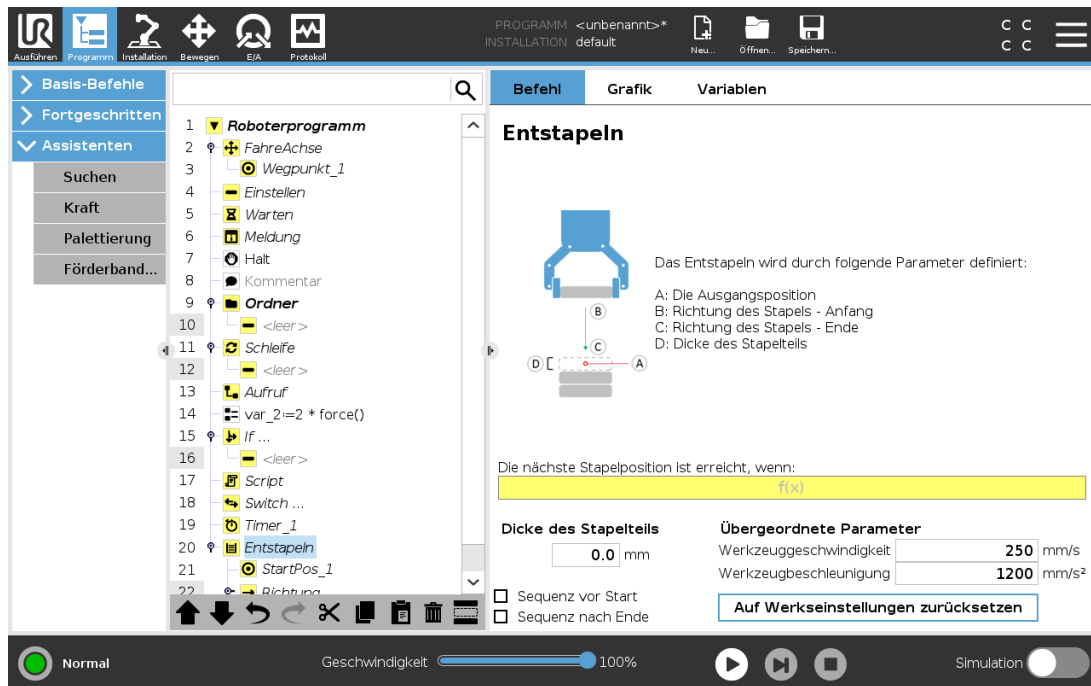 PROGRAMM <unbenannt>*
INSTALLATION default
Ausführen Programm Installation Bewegen E/A Protokoll
Neu... Öffnen... Speichern...
C C
C C
Basis-Befehle
Fortgeschritten
Assistenten
Suchen
Kraft
Palettierung
Förderband...
1 Roboterprogramm
2 FahreAchse
3 Wegpunkt_1
4 Einstellen
5 Warten
6 Meldung
7 Halt
8 Kommentar
9 Ordner
10 <leer>
11 Schleife
12 <leer>
13 Aufruf
14 var_2:=2 * force()
15 If ...
16 <leer>
17 Script
18 Switch ...
19 Timer_1
20 Entstapeln
21 StartPos_1
22 Richtung
Befehl Grafik Variablen
Entstapeln
B
C
D
A
Das Entstapeln wird durch folgende Parameter definiert:
A: Die Ausgangsposition
B: Richtung des Stapels - Anfang
C: Richtung des Stapels - Ende
D: Dicke des Stapelteils
Die nächste Stapelposition ist erreicht, wenn:
f(x)
Dicke des Stapelteils
0.0 mm
Sequenz vor Start
Sequenz nach Ende
Übergeordnete Parameter
Werkzeuggeschwindigkeit 250 mm/s
Werkzeugbeschleunigung 1200 mm/s²
Auf Werkseinstellungen zurücksetzen
Normal
Geschwindigkeit 100%
Simulation